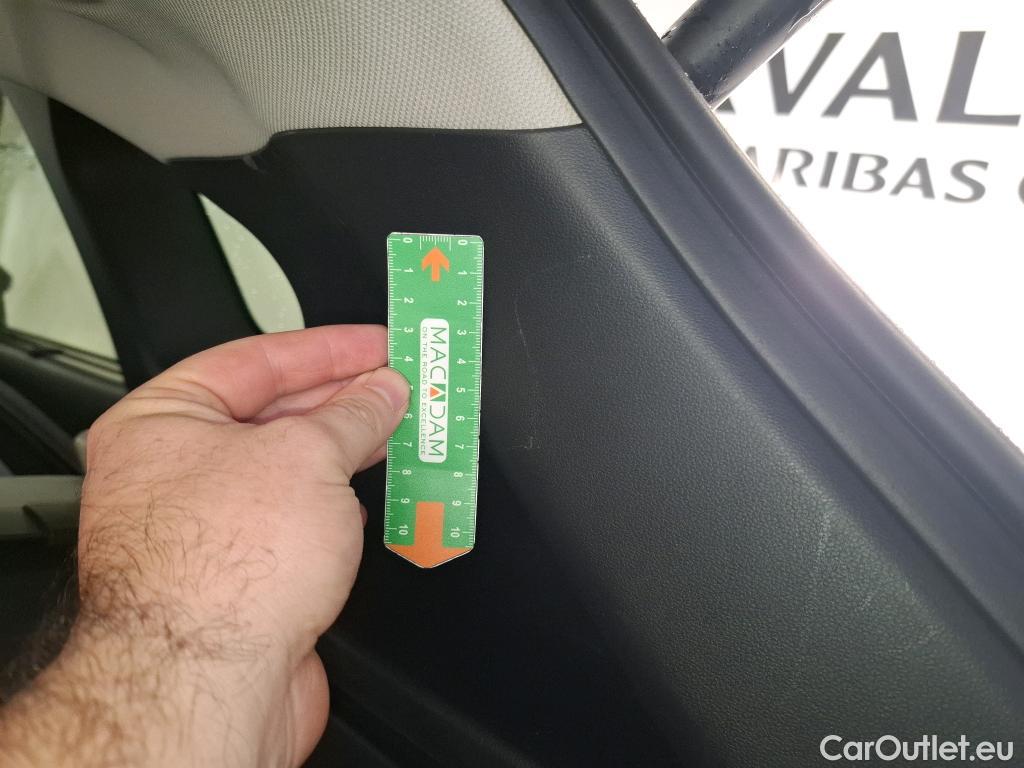 VAL
ARIBAS
0 0
1 1
2 2
3 3
4 4
5
6 6
7 7
8 8
9 9
10 10
MACADAM
ON THE ROAD TO EXCELLENCE
CarOutlet.eu